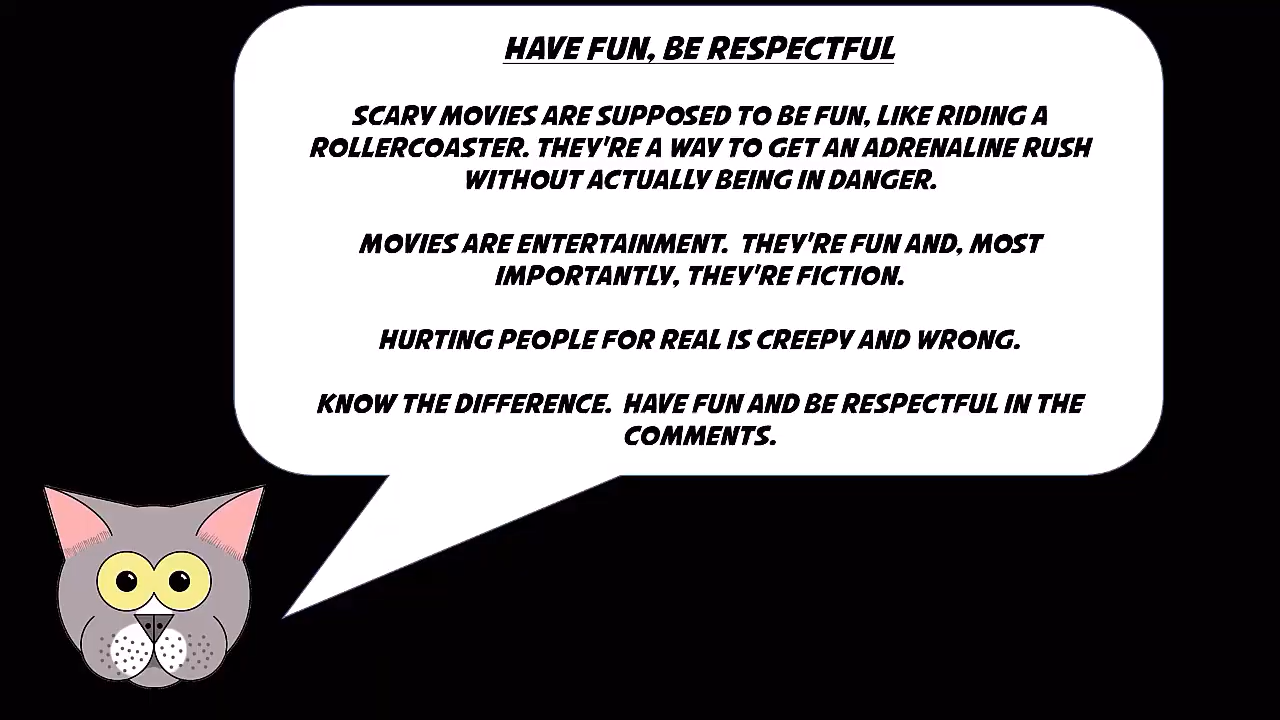 HAVE FUN, BE RESPECTFUL
SCARY MOVIES ARE SUPPOSED TO BE FUN, LIKE RIDING A
ROLLERCOASTER. THEY'RE A WAY TO GET AN ADRENALINE RUSH
WITHOUT ACTUALLY BEING IN DANGER.
MOVIES ARE ENTERTAINMENT. THEY'RE FUN AND, MOST
IMPORTANTLY, THEY'RE FICTION.
HURTING PEOPLE FOR REAL IS CREEPY AND WRONG.
KNOW THE DIFFERENCE. HAVE FUN AND BE RESPECTFUL IN THE
COMMENTS.